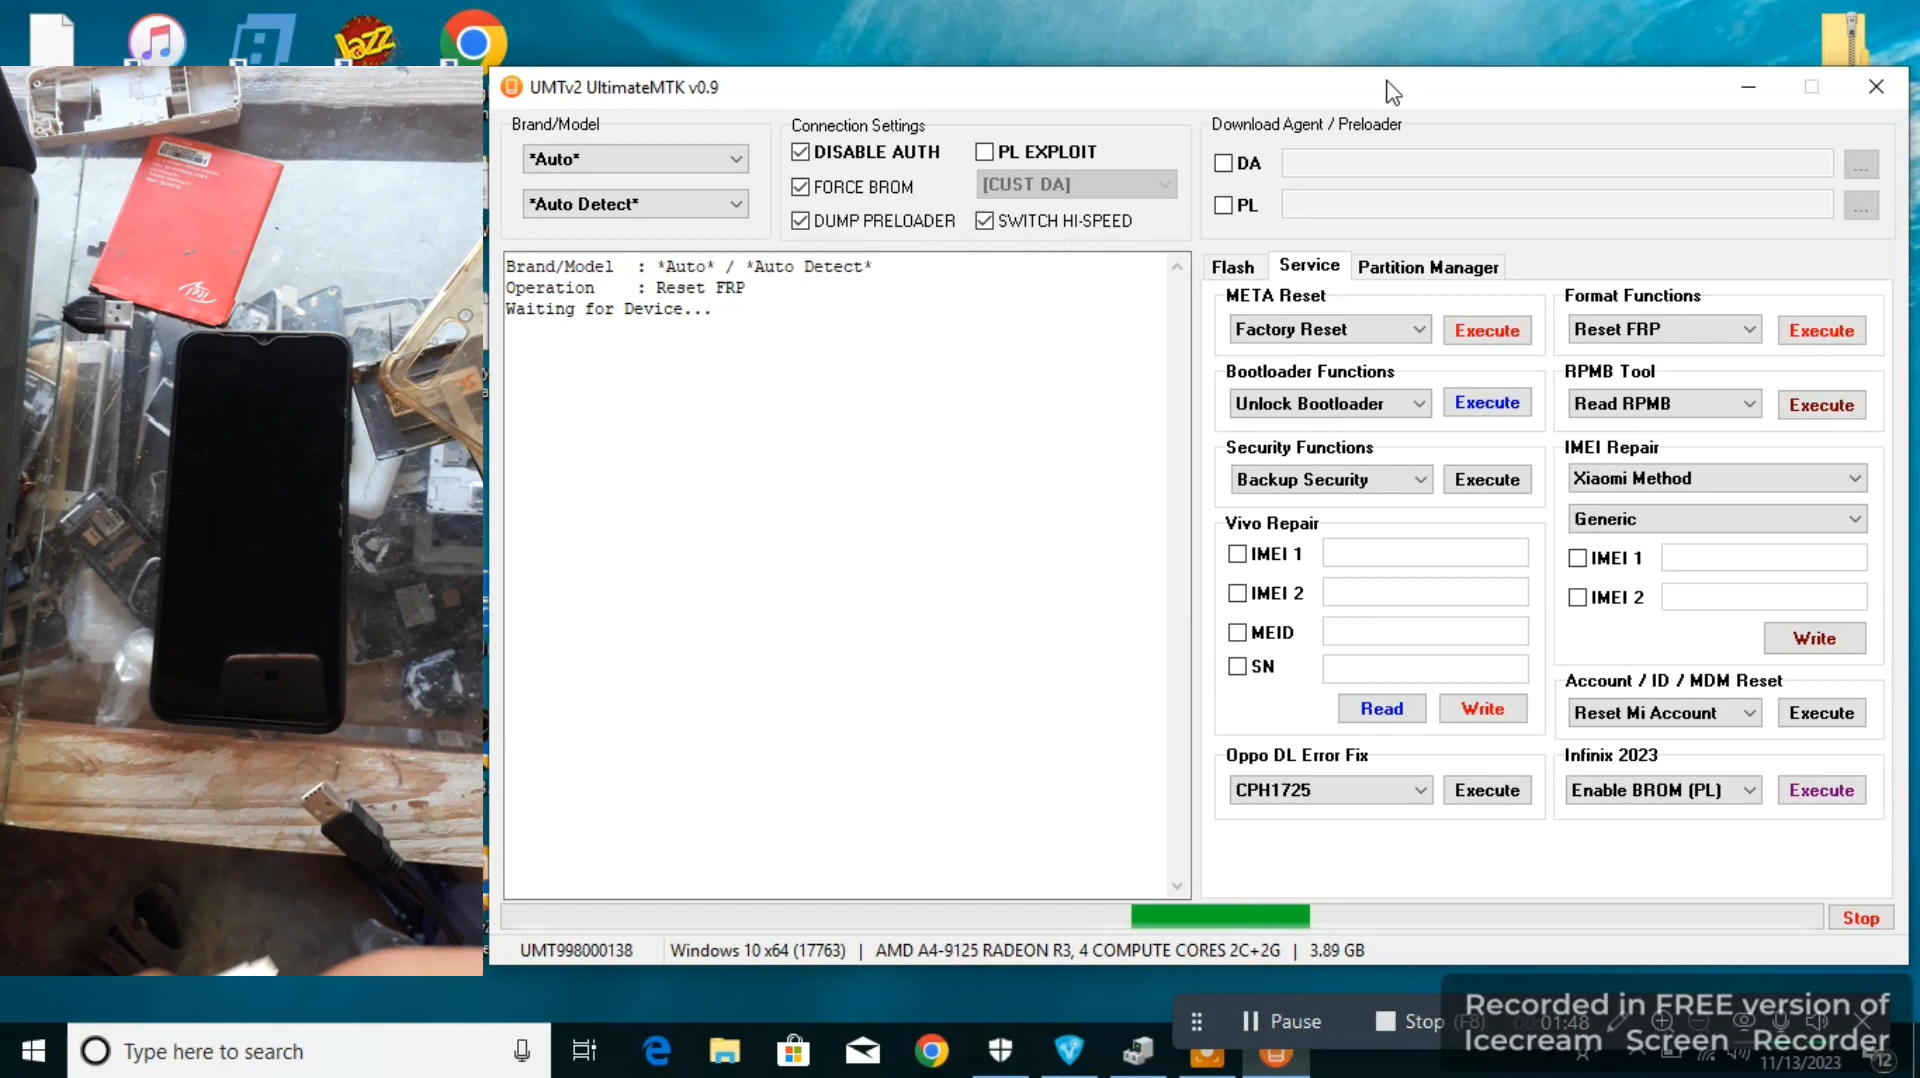 Jazz
UMTv2 UltimateMTK v0.9
Brand/Model
*Auto*
*Auto Detect*
Connection Settings
DISABLE AUTH
PL EXPLOIT
FORCE BROM
[CUST DA]
DUMP PRELOADER
SWITCH HI-SPEED
Download Agent / Preloader
DA
...
PL
...
itel
Brand/Model : *Auto* / *Auto Detect*
Operation : Reset FRP
Waiting for Device...
Flash
Service
Partition Manager
META Reset
Factory Reset
Execute
Format Functions
Reset FRP
Execute
Bootloader Functions
Unlock Bootloader
Execute
RPMB Tool
Read RPMB
Execute
Security Functions
Backup Security
Execute
IMEI Repair
Xiaomi Method
Generic
IMEI 1
IMEI 2
Write
Vivo Repair
IMEI 1
IMEI 2
MEID
SN
Read
Write
Account / ID / MDM Reset
Reset Mi Account
Execute
Oppo DL Error Fix
CPH1725
Execute
Infinix 2023
Enable BROM (PL)
Execute
Stop
UMT998000138
Windows 10 x64 (17763) | AMD A4-9125 RADEON R3, 4 COMPUTE CORES 2C+2G | 3.89 GB
Pause
Stop (F8)
00:01:48
Recorded in FREE version of
Icecream Screen Recorder
Type here to search
11/13/2023
12